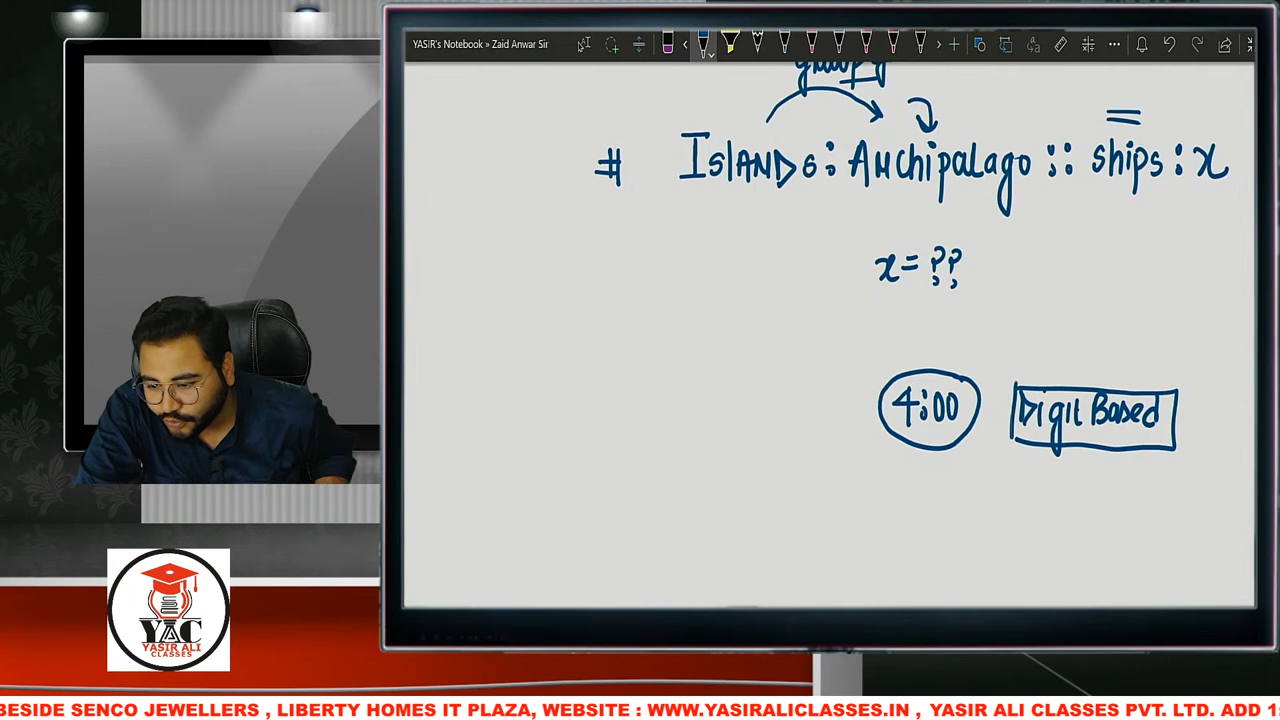 YASIR's Notebook » Zaid Anwar Sir
# IslANDs : Archipalago :: ships : x
x = ??
4:00 Digit Based
YAC
YASIR ALI
CLASSES
BESIDE SENCO JEWELLERS , LIBERTY HOMES IT PLAZA, WEBSITE : WWW.YASIRALICLASSES.IN , YASIR ALI CLASSES PVT. LTD. ADD 1